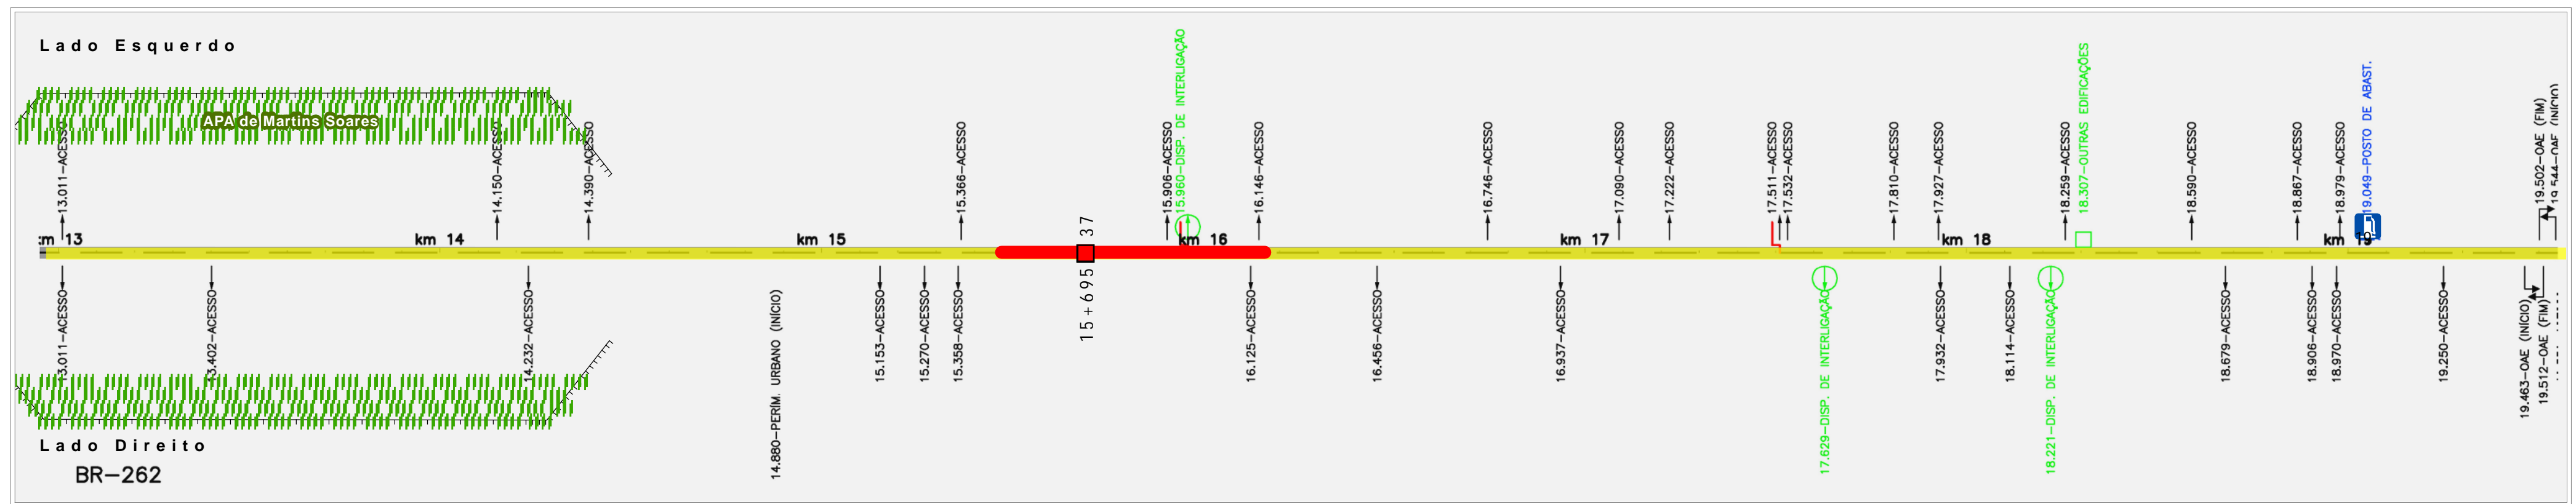 Lado Esquerdo
APA de Martins Soares
13.011-ACESSO
14.150-ACESSO
14.390-ACESSO
15.366-ACESSO
15.906-ACESSO
15.960-DISP. DE INTERLIGAÇÃO
16.146-ACESSO
16.746-ACESSO
17.090-ACESSO
17.222-ACESSO
17.511-ACESSO
17.532-ACESSO
17.810-ACESSO
17.927-ACESSO
18.259-ACESSO
18.307-OUTRAS EDIFICAÇÕES
18.590-ACESSO
18.867-ACESSO
18.979-ACESSO
19.049-POSTO DE ABAST.
19.502-OAE (FIM)
19.544-OAE (INÍCIO)
km 13
km 14
km 15
km 16
km 17
km 18
km 19
15+695 37
13.011-ACESSO
13.402-ACESSO
14.232-ACESSO
14.880-PERÍM. URBANO (INÍCIO)
15.153-ACESSO
15.270-ACESSO
15.358-ACESSO
16.125-ACESSO
16.456-ACESSO
16.937-ACESSO
17.629-DISP. DE INTERLIGAÇÃO
17.932-ACESSO
18.114-ACESSO
18.221-DISP. DE INTERLIGAÇÃO
18.679-ACESSO
18.906-ACESSO
18.970-ACESSO
19.250-ACESSO
19.463-OAE (INÍCIO)
19.512-OAE (FIM)
Lado Direito
BR-262